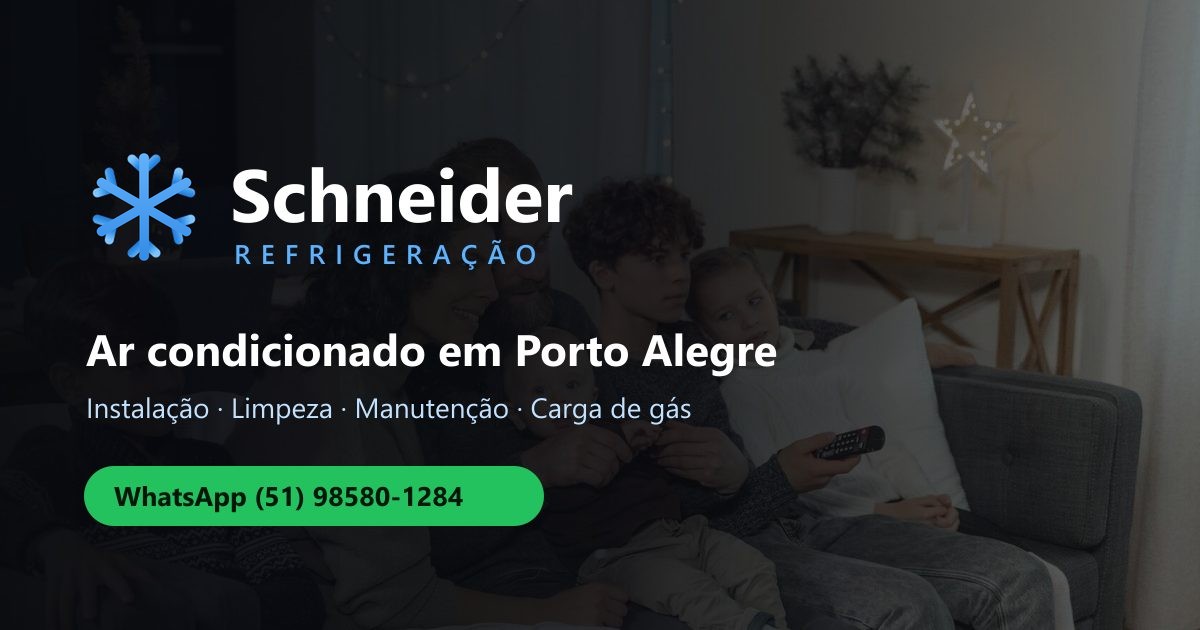 Schneider
REFRIGERAÇÃO
Ar condicionado em Porto Alegre
Instalação · Limpeza · Manutenção · Carga de gás
WhatsApp (51) 98580-1284